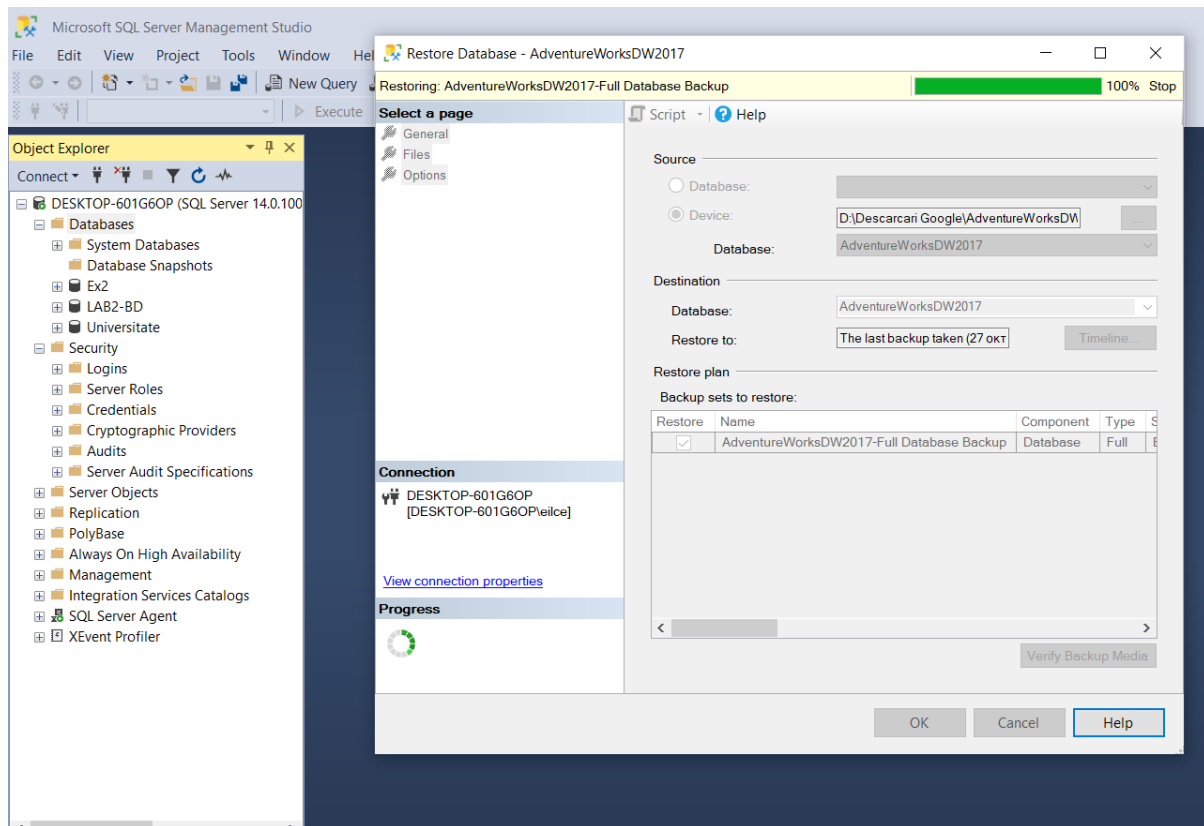 Microsoft SQL Server Management Studio
File Edit View Project Tools Window Hel
New Query
Execute
Object Explorer
Connect
DESKTOP-601G6OP (SQL Server 14.0.100
Databases
System Databases
Database Snapshots
Ex2
LAB2-BD
Universitate
Security
Logins
Server Roles
Credentials
Cryptographic Providers
Audits
Server Audit Specifications
Server Objects
Replication
PolyBase
Always On High Availability
Management
Integration Services Catalogs
SQL Server Agent
XEvent Profiler
Restore Database - AdventureWorksDW2017
Restoring: AdventureWorksDW2017-Full Database Backup 100% Stop
Select a page
General
Files
Options
Connection
DESKTOP-601G6OP
[DESKTOP-601G6OP\eilce]
View connection properties
Progress
Script Help
Source
Database:
Device: D:\Descarcari Google\AdventureWorksDW ...
Database: AdventureWorksDW2017
Destination
Database: AdventureWorksDW2017
Restore to: The last backup taken (27 окт Timeline...
Restore plan
Backup sets to restore:
Restore Name Component Type S
AdventureWorksDW2017-Full Database Backup Database Full
Verify Backup Media
OK Cancel Help